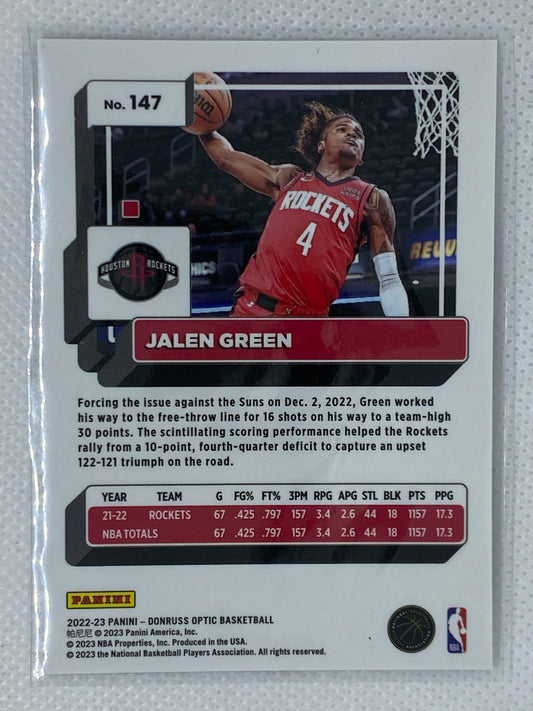 No. 147
ROCKETS
4
HOUSTON ROCKETS
JALEN GREEN
Forcing the issue against the Suns on Dec. 2, 2022, Green worked
his way to the free-throw line for 16 shots on his way to a team-high
30 points. The scintillating scoring performance helped the Rockets
rally from a 10-point, fourth-quarter deficit to capture an upset
122-121 triumph on the road.
YEAR TEAM G FG% FT% 3PM RPG APG STL BLK PTS PPG
21-22 ROCKETS 67 .425 .797 157 3.4 2.6 44 18 1157 17.3
NBA TOTALS 67 .425 .797 157 3.4 2.6 44 18 1157 17.3
PANINI
2022-23 PANINI – DONRUSS OPTIC BASKETBALL
帕尼尼 © 2023 Panini America, Inc.
© 2023 NBA Properties, Inc. Produced in the USA.
© 2023 the National Basketball Players Association. All rights reserved.
NBA